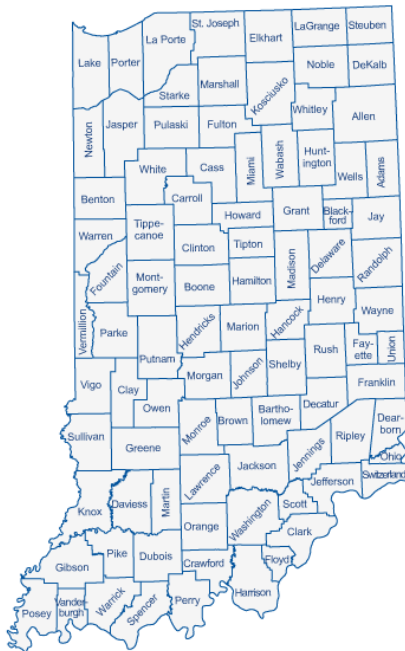 St. Joseph
LaGrange
Steuben
La Porte
Elkhart
Lake
Porter
Noble
DeKalb
Marshall
Kosciusko
Starke
Whitley
Allen
Newton
Jasper
Pulaski
Fulton
Miami
Wabash
Hunt-
ington
White
Cass
Wells
Adams
Benton
Carroll
Grant
Black-
ford
Jay
Howard
Tippe-
canoe
Warren
Clinton
Tipton
Madison
Delaware
Randolph
Fountain
Mont-
gomery
Boone
Hamilton
Henry
Vermillion
Parke
Putnam
Hendricks
Marion
Hancock
Wayne
Rush
Fay-
ette
Union
Vigo
Clay
Morgan
Johnson
Shelby
Franklin
Owen
Sullivan
Greene
Monroe
Brown
Bartho-
lomew
Decatur
Dear-
born
Ripley
Jennings
Ohio
Switzerland
Lawrence
Jackson
Jefferson
Knox
Daviess
Martin
Orange
Washington
Scott
Clark
Pike
Dubois
Gibson
Crawford
Floyd
Harrison
Posey
Vander-
burgh
Warrick
Spencer
Perry